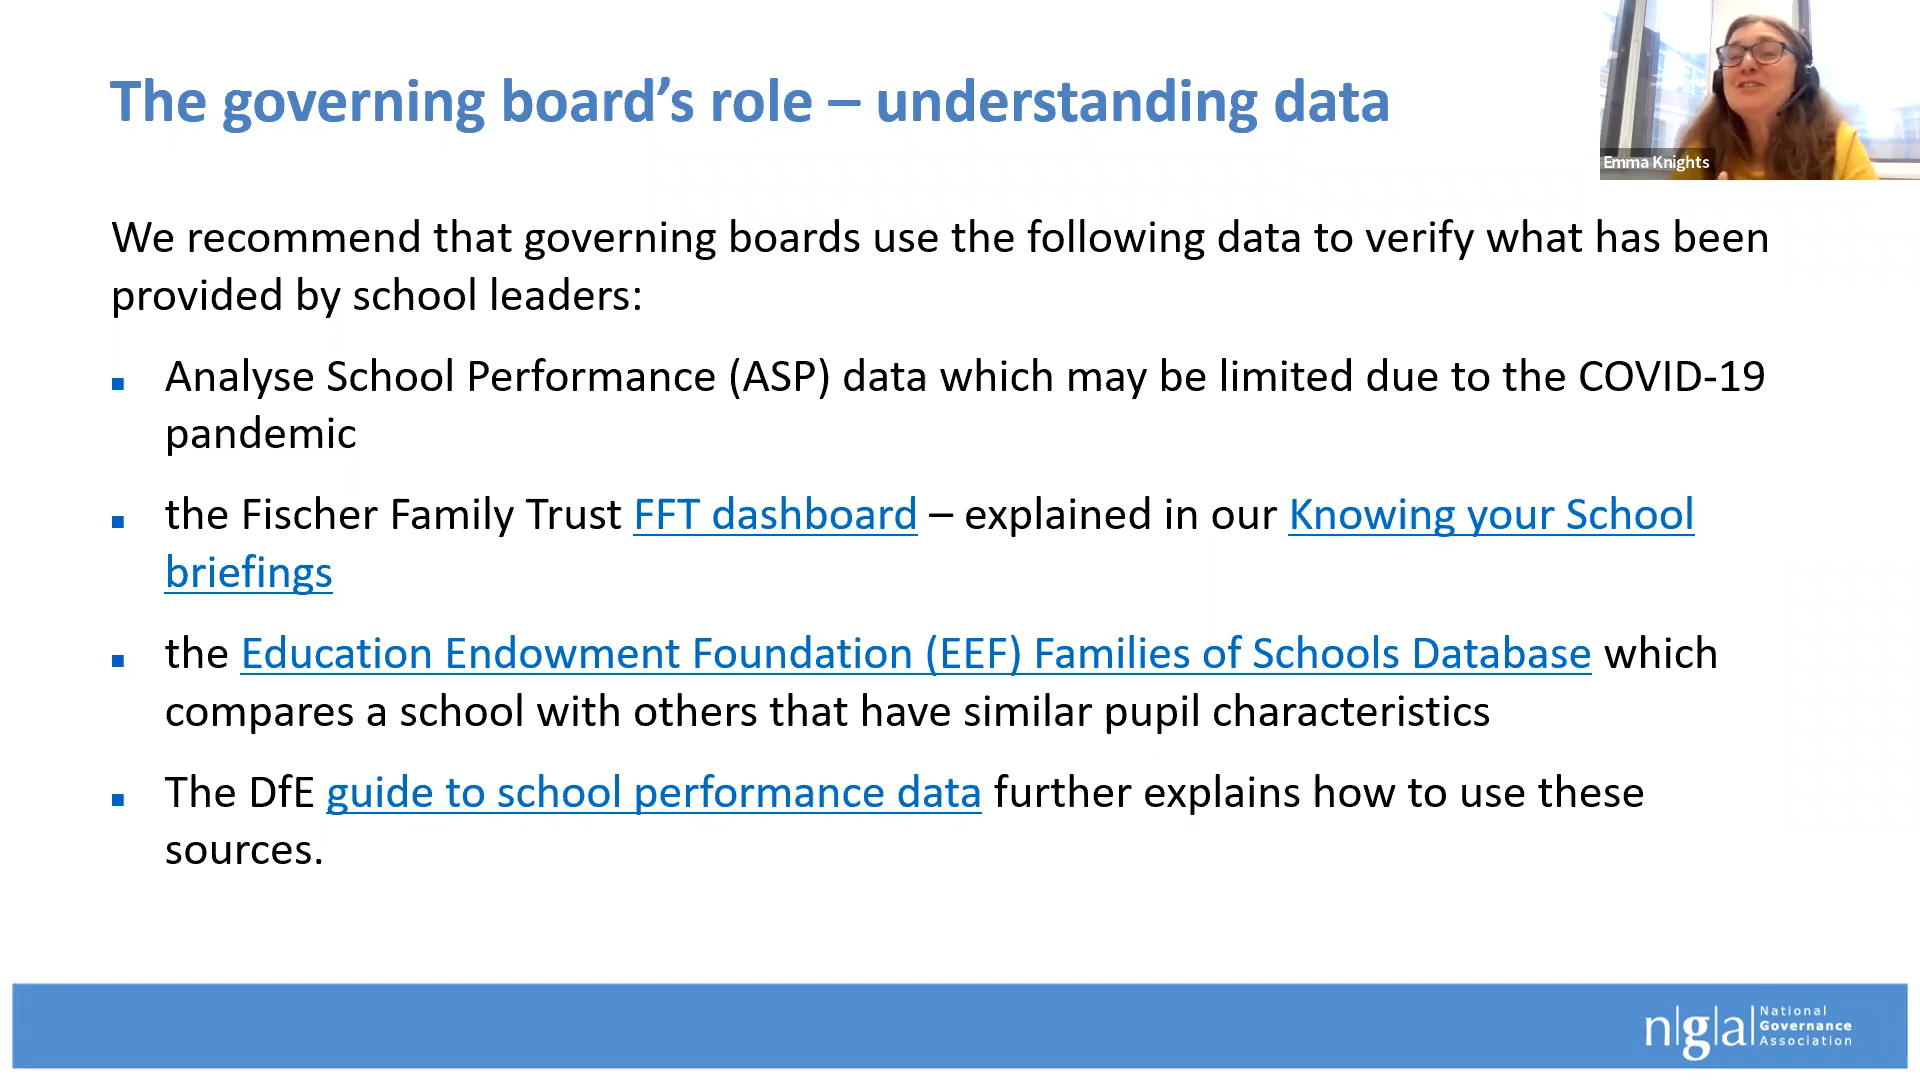 The governing board’s role – understanding data
Emma Knights
We recommend that governing boards use the following data to verify what has been
provided by school leaders:
▪ Analyse School Performance (ASP) data which may be limited due to the COVID-19
pandemic
▪ the Fischer Family Trust FFT dashboard – explained in our Knowing your School
briefings
▪ the Education Endowment Foundation (EEF) Families of Schools Database which
compares a school with others that have similar pupil characteristics
▪ The DfE guide to school performance data further explains how to use these
sources.
n|g|a|
National
Governance
Association